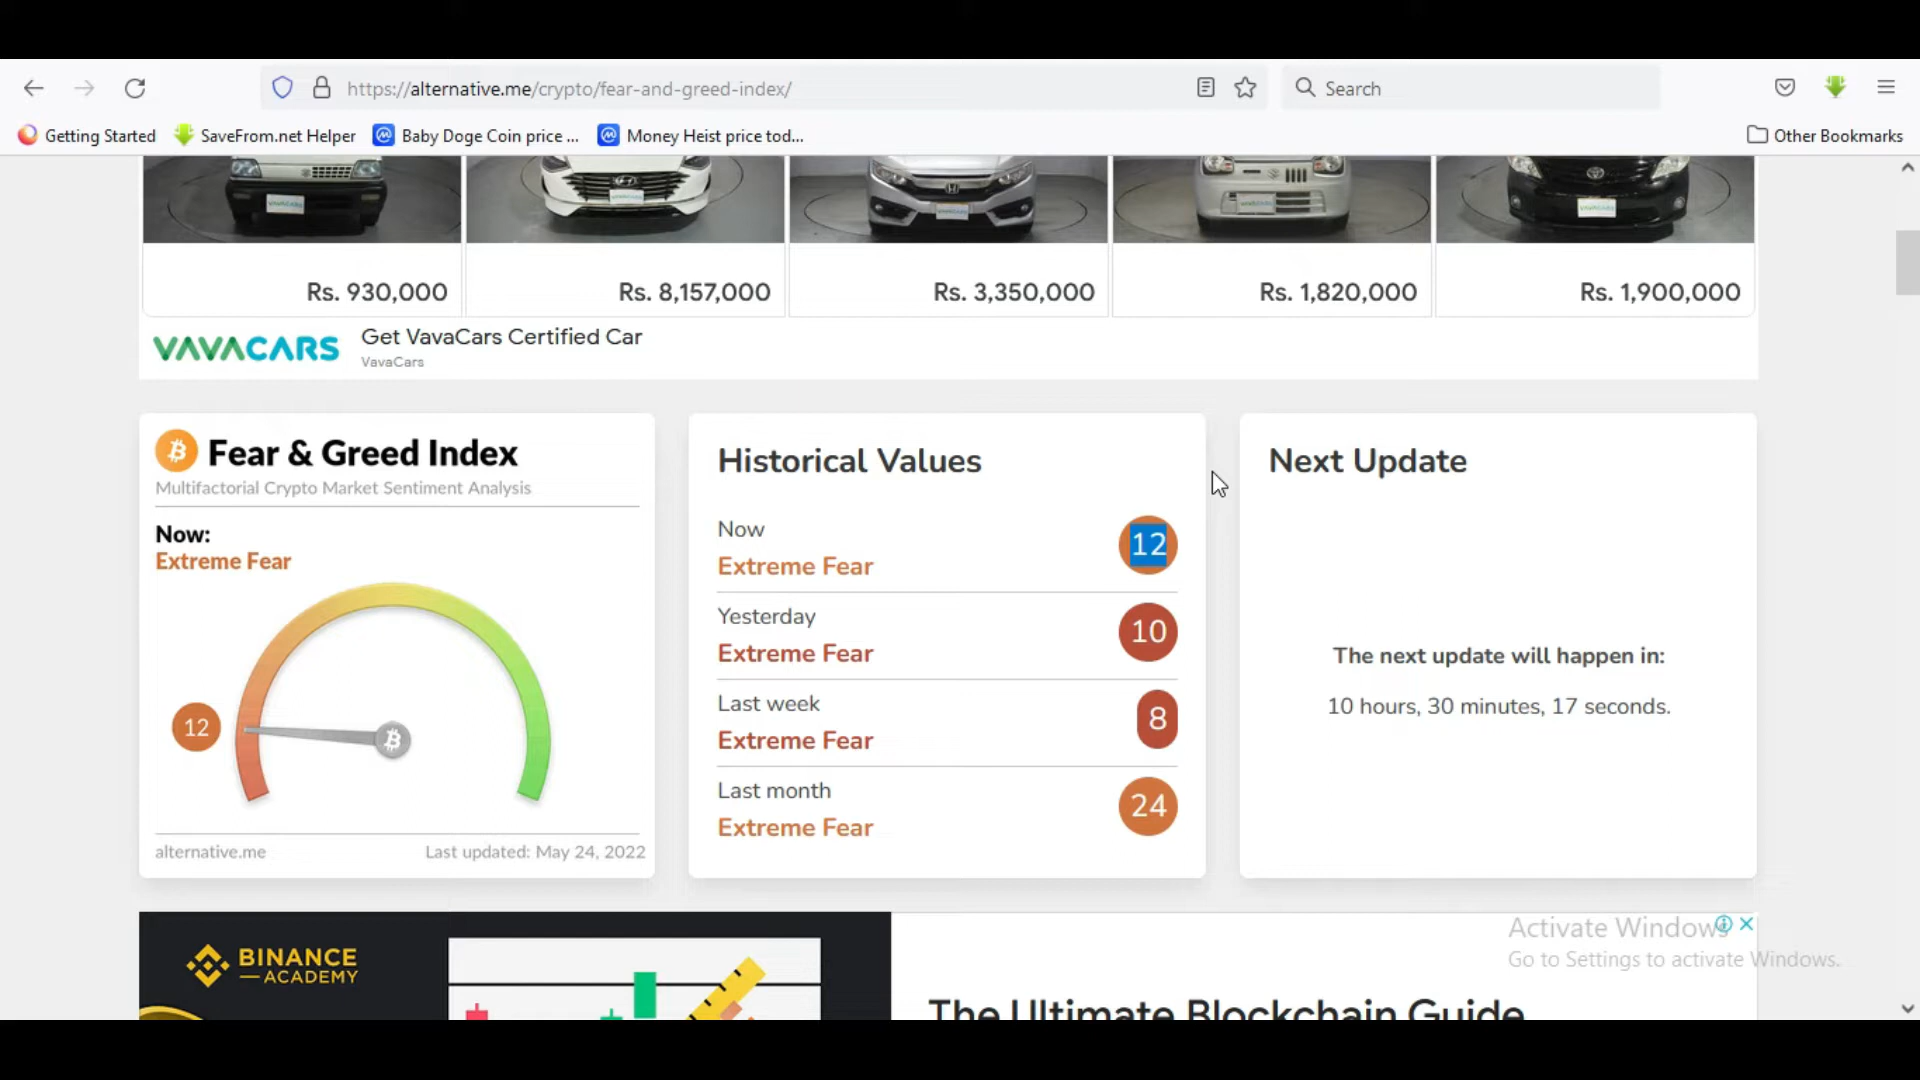 https://alternative.me/crypto/fear-and-greed-index/
Search
Getting Started
SaveFrom.net Helper
Baby Doge Coin price ...
Money Heist price tod...
Other Bookmarks
VAVACARS
VAVACARS
VAVACARS
VAVACARS
VAVACARS
Rs. 930,000
Rs. 8,157,000
Rs. 3,350,000
Rs. 1,820,000
Rs. 1,900,000
VAVACARS
Get VavaCars Certified Car
VavaCars
Fear & Greed Index
Multifactorial Crypto Market Sentiment Analysis
Now:
Extreme Fear
12
alternative.me
Last updated: May 24, 2022
Historical Values
Now
Extreme Fear
12
Yesterday
Extreme Fear
10
Last week
Extreme Fear
8
Last month
Extreme Fear
24
Next Update
The next update will happen in:
10 hours, 30 minutes, 17 seconds.
BINANCE
ACADEMY
The Ultimate Blockchain Guide
Activate Windows
Go to Settings to activate Windows.